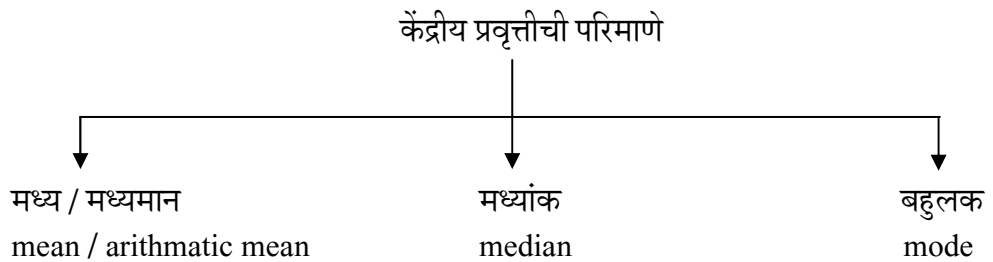 केंद्रीय प्रवृत्तीची परिमाणे
मध्य / मध्यमान
mean / arithmatic mean
मध्यांक
median
बहुलक
mode